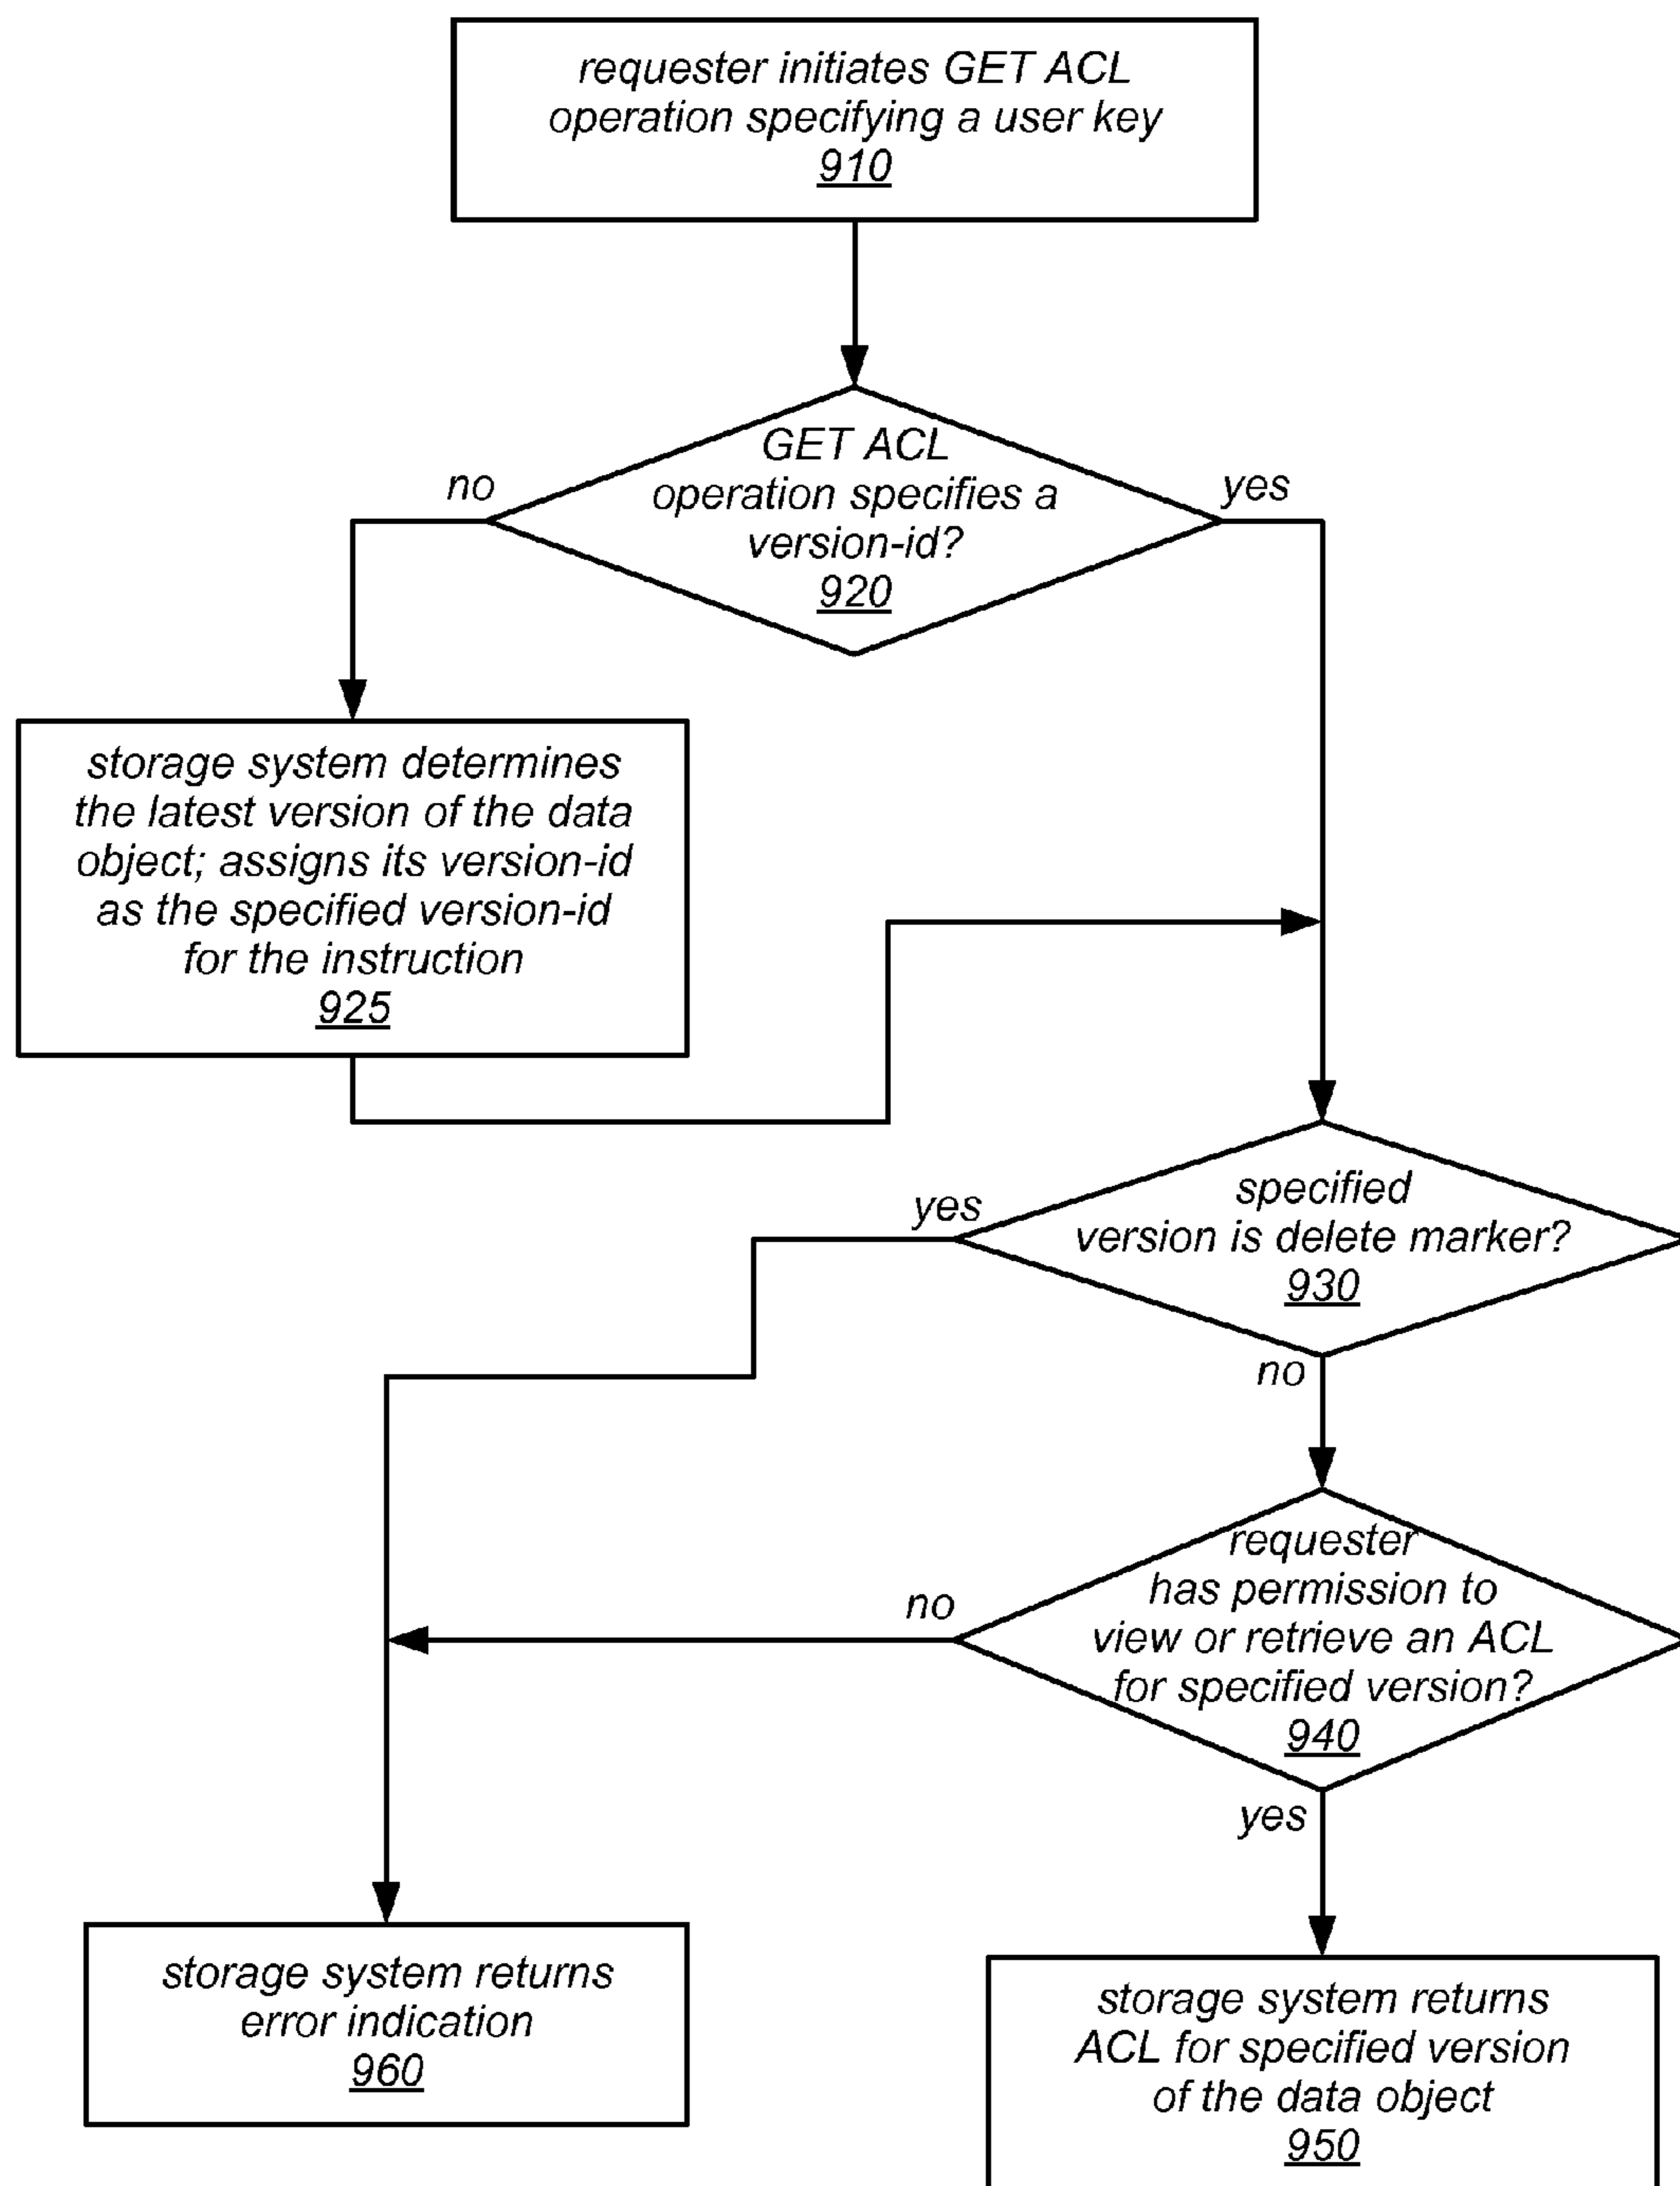 requester initiates GET ACL
operation specifying a user key
910
GET ACL
operation specifies a
version-id?
920
no
yes
storage system determines
the latest version of the data
object; assigns its version-id
as the specified version-id
for the instruction
925
specified
version is delete marker?
930
yes
no
requester
has permission to
view or retrieve an ACL
for specified version?
940
no
yes
storage system returns
error indication
960
storage system returns
ACL for specified version
of the data object
950